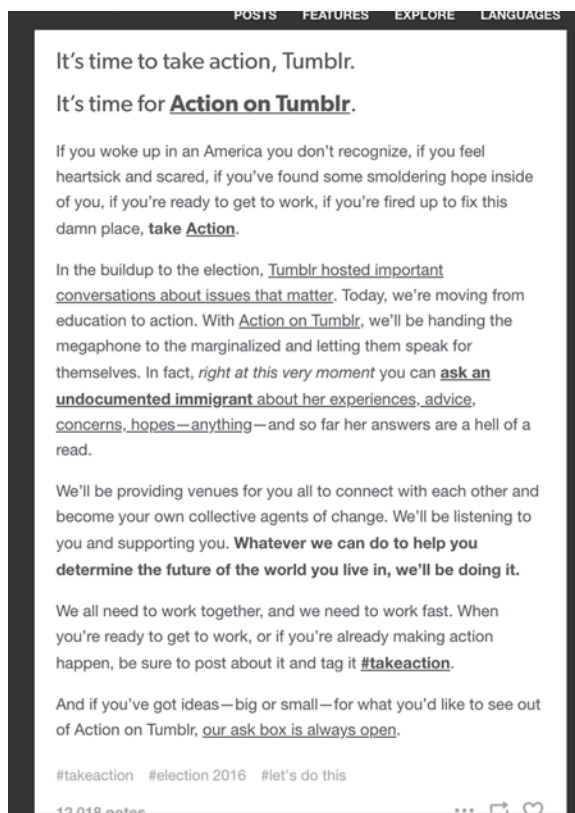 POSTS FEATURES EXPLORE LANGUAGES
It’s time to take action, Tumblr.
It’s time for Action on Tumblr.
If you woke up in an America you don’t recognize, if you feel
heartsick and scared, if you’ve found some smoldering hope inside
of you, if you’re ready to get to work, if you’re fired up to fix this
damn place, take Action.
In the buildup to the election, Tumblr hosted important
conversations about issues that matter. Today, we’re moving from
education to action. With Action on Tumblr, we’ll be handing the
megaphone to the marginalized and letting them speak for
themselves. In fact, right at this very moment you can ask an
undocumented immigrant about her experiences, advice,
concerns, hopes—anything—and so far her answers are a hell of a
read.
We’ll be providing venues for you all to connect with each other and
become your own collective agents of change. We’ll be listening to
you and supporting you. Whatever we can do to help you
determine the future of the world you live in, we’ll be doing it.
We all need to work together, and we need to work fast. When
you’re ready to get to work, or if you’re already making action
happen, be sure to post about it and tag it #takeaction.
And if you’ve got ideas—big or small—for what you’d like to see out
of Action on Tumblr, our ask box is always open.
#takeaction #election 2016 #let's do this
12,018 notes